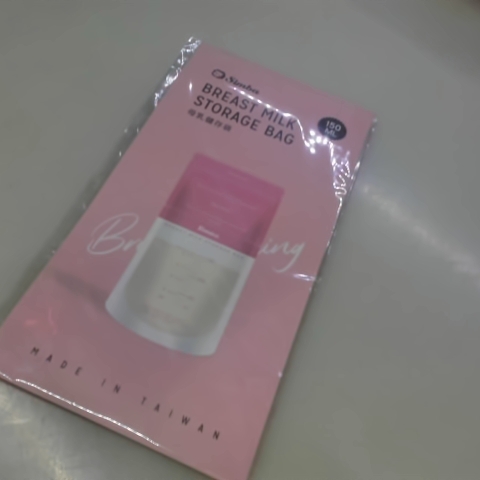 Simba
BREAST MILK
STORAGE BAG
母乳儲存袋
150
ML
MADE IN TAIWAN